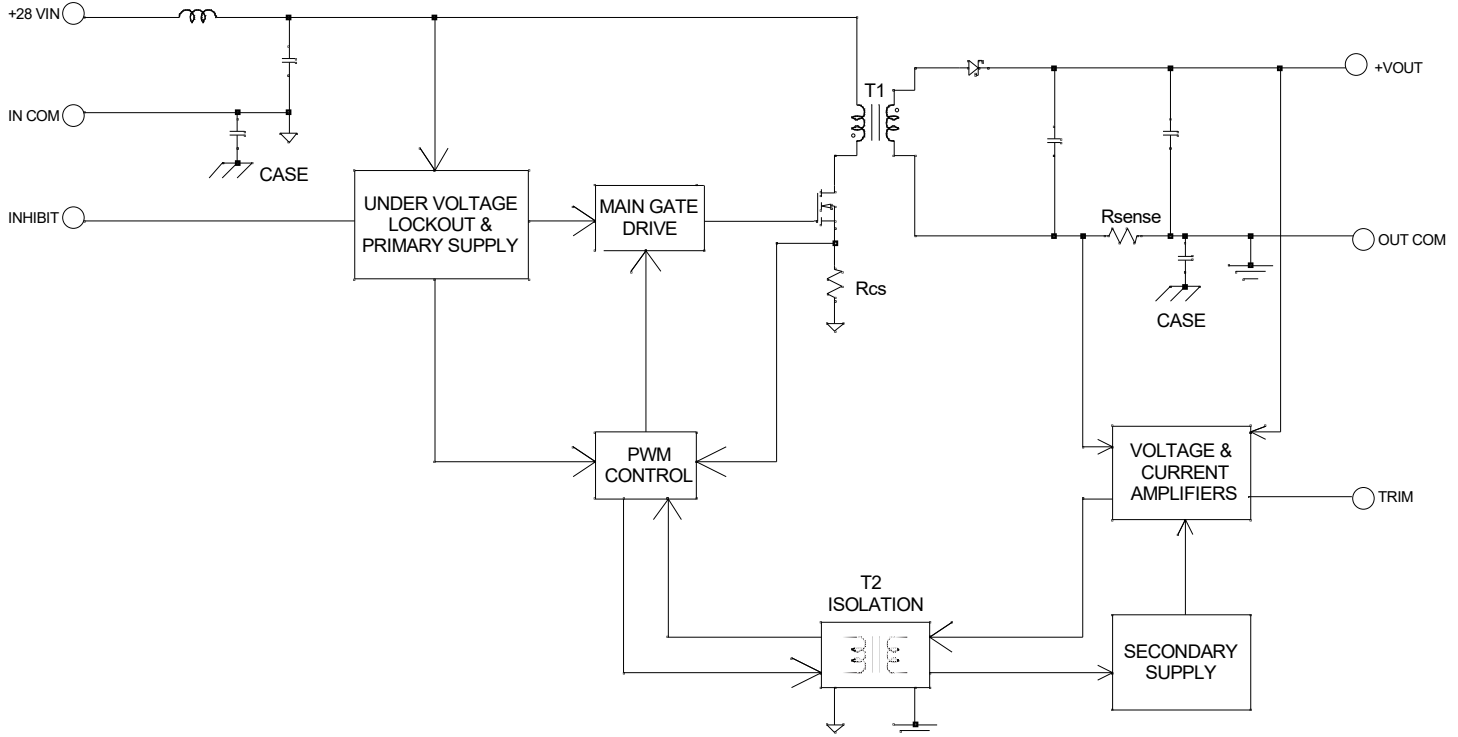 +28 VIN
T1
+VOUT
IN COM
CASE
INHIBIT
UNDER VOLTAGE
LOCKOUT &
PRIMARY SUPPLY
MAIN GATE
DRIVE
Rsense
OUT COM
Rcs
CASE
PWM
CONTROL
VOLTAGE &
CURRENT
AMPLIFIERS
TRIM
T2
ISOLATION
SECONDARY
SUPPLY